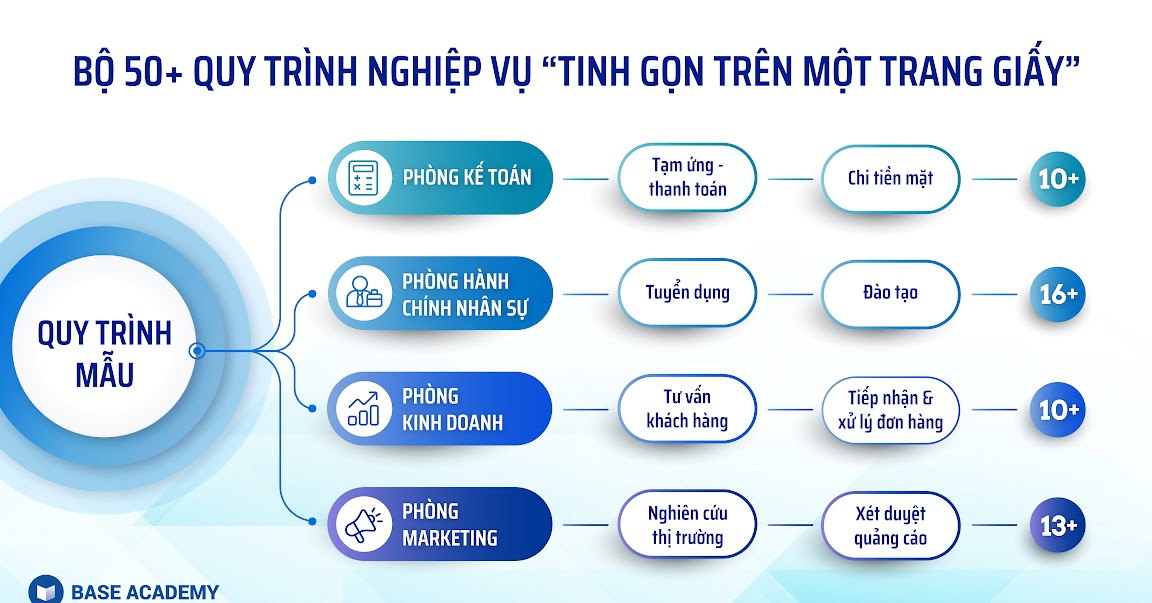 BỘ 50+ QUY TRÌNH NGHIỆP VỤ “TINH GỌN TRÊN MỘT TRANG GIẤY”
QUY TRÌNH
MẪU
PHÒNG KẾ TOÁN
Tạm ứng -
thanh toán
Chi tiền mặt
10+
PHÒNG HÀNH
CHÍNH NHÂN SỰ
Tuyển dụng
Đào tạo
16+
PHÒNG
KINH DOANH
Tư vấn
khách hàng
Tiếp nhận &
xử lý đơn hàng
10+
PHÒNG
MARKETING
Nghiên cứu
thị trường
Xét duyệt
quảng cáo
13+
BASE ACADEMY